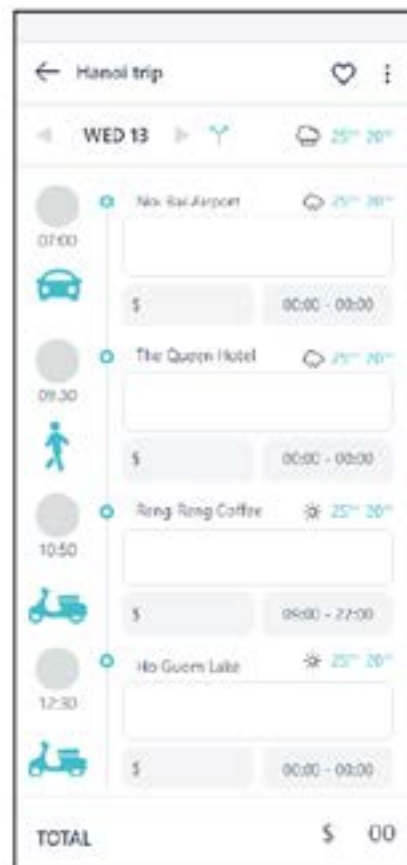 Hanoi trip
WED 13 25° 20°
Noi Bai Airport 25° 20°
07:00
$ 00:00 - 00:00
The Queen Hotel 25° 20°
09:30
$ 00:00 - 00:00
Reng Reng Coffee 25° 20°
10:50
$ 09:00 - 22:00
Ho Guom Lake 25° 20°
12:30
$ 00:00 - 00:00
TOTAL $ 00